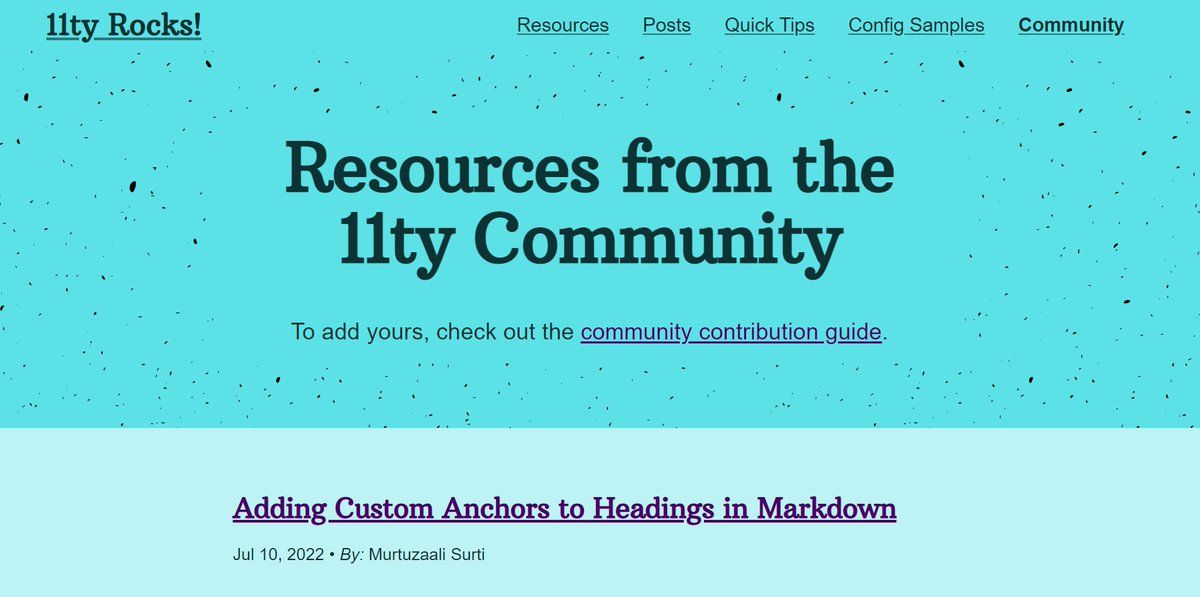 11ty Rocks!
Resources Posts Quick Tips Config Samples Community
Resources from the
11ty Community
To add yours, check out the community contribution guide.
Adding Custom Anchors to Headings in Markdown
Jul 10, 2022 • By: Murtuzaali Surti